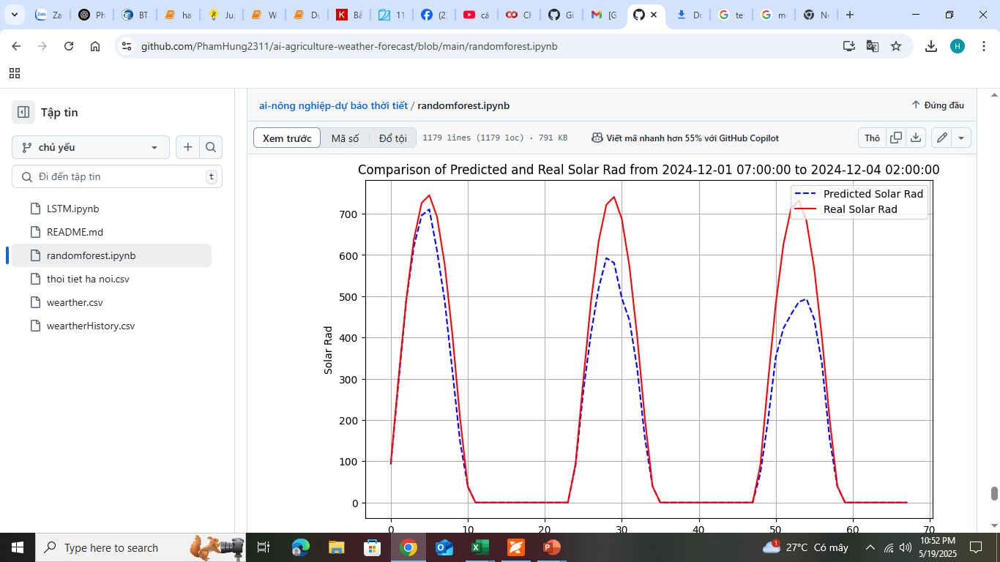 Za
Ph
BT
ha
Ju
W
Du
Bả
11
(2
cá
Ch
Gi
[G
Do
te
m
N
github.com/PhamHung2311/ai-agriculture-weather-forecast/blob/main/randomforest.ipynb
H
Tập tin
chủ yếu
Đi đến tập tin
t
LSTM.ipynb
README.md
randomforest.ipynb
thoi tiet ha noi.csv
wearther.csv
weartherHistory.csv
ai-nông nghiệp-dự báo thời tiết / randomforest.ipynb
Đứng đầu
Xem trước
Mã số
Đổ tội
1179 lines (1179 loc) · 791 KB
Viết mã nhanh hơn 55% với GitHub Copilot
Thô
Comparison of Predicted and Real Solar Rad from 2024-12-01 07:00:00 to 2024-12-04 02:00:00
Predicted Solar Rad
Real Solar Rad
700
600
500
400
300
200
100
0
Solar Rad
0
10
20
30
40
50
60
70
Type here to search
1
27°C Có mây
10:52 PM
5/19/2025